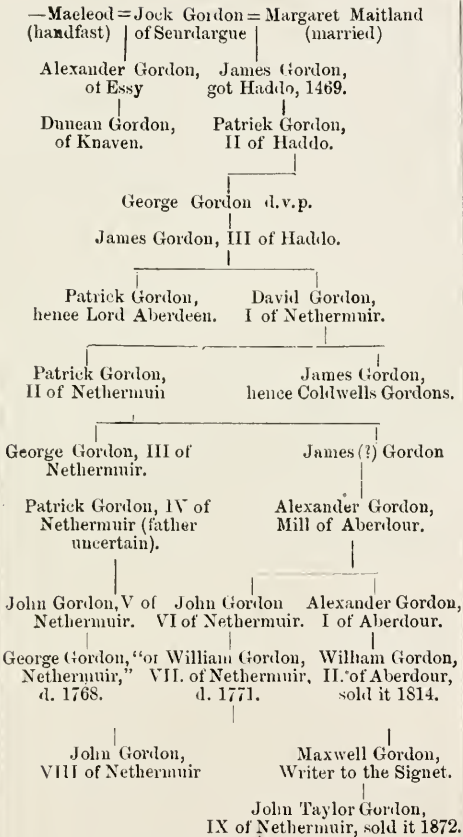 —Macleod = Jock Gordon = Margaret Maitland
(handfast) of Scurdargue (married)
Alexander Gordon, James Gordon,
of Essy got Haddo, 1469.
Duncan Gordon, Patrick Gordon,
of Knaven. II of Haddo.
George Gordon d.v.p.
James Gordon, III of Haddo.
Patrick Gordon, David Gordon,
hence Lord Aberdeen. I of Nethermuir.
Patrick Gordon, James Gordon,
II of Nethermuir hence Coldwells Gordons.
George Gordon, III of James (?) Gordon
Nethermuir.
Patrick Gordon, IV of Alexander Gordon,
Nethermuir (father Mill of Aberdour.
uncertain).
John Gordon, V of John Gordon Alexander Gordon,
Nethermuir. VI of Nethermuir. I of Aberdour.
George Gordon, "of William Gordon, William Gordon,
Nethermuir," VII. of Nethermuir, II. of Aberdour,
d. 1768. d. 1771. sold it 1814.
John Gordon, Maxwell Gordon,
VIII of Nethermuir Writer to the Signet.
John Taylor Gordon,
IX of Nethermuir, sold it 1872.